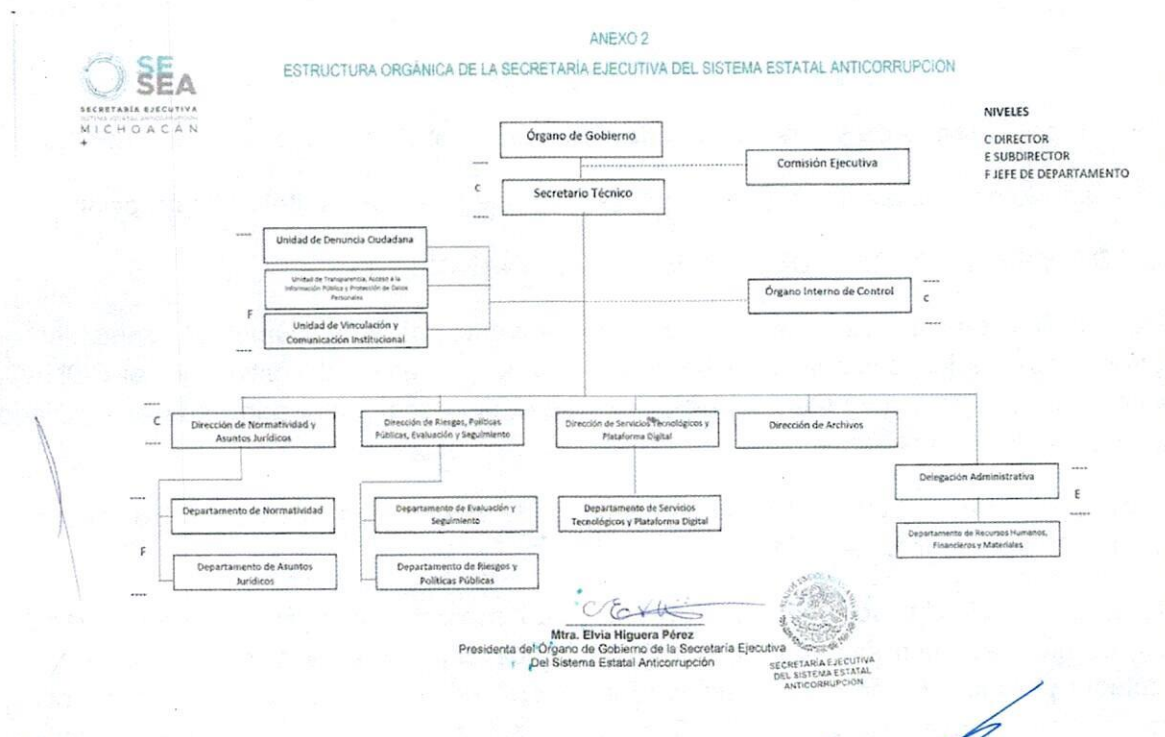 ANEXO 2
ESTRUCTURA ORGÁNICA DE LA SECRETARÍA EJECUTIVA DEL SISTEMA ESTATAL ANTICORRUPCION
SE
SEA
SECRETARÍA EJECUTIVA
SISTEMA ESTATAL ANTICORRUPCIÓN
MICHOACÁN
+
NIVELES
C DIRECTOR
E SUBDIRECTOR
F JEFE DE DEPARTAMENTO
Órgano de Gobierno
Comisión Ejecutiva
C
Secretario Técnico
Unidad de Denuncia Ciudadana
Unidad de Transparencia, Acceso a la
Información Pública y Protección de Datos
Personales
Órgano Interno de Control
C
F
Unidad de Vinculación y
Comunicación Institucional
C
Dirección de Normatividad y
Asuntos Jurídicos
Dirección de Riesgos, Políticas
Públicas, Evaluación y Seguimiento
Dirección de Servicios Tecnológicos y
Plataforma Digital
Dirección de Archivos
Delegación Administrativa
E
Departamento de Normatividad
Departamento de Evaluación y
Seguimiento
Departamento de Servicios
Tecnológicos y Plataforma Digital
Departamento de Recursos Humanos,
Financieros y Materiales
F
Departamento de Asuntos
Jurídicos
Departamento de Riesgos y
Políticas Públicas
Mtra. Elvia Higuera Pérez
Presidenta del Órgano de Gobierno de la Secretaría Ejecutiva
Del Sistema Estatal Anticorrupción
SECRETARÍA EJECUTIVA
DEL SISTEMA ESTATAL
ANTICORRUPCIÓN